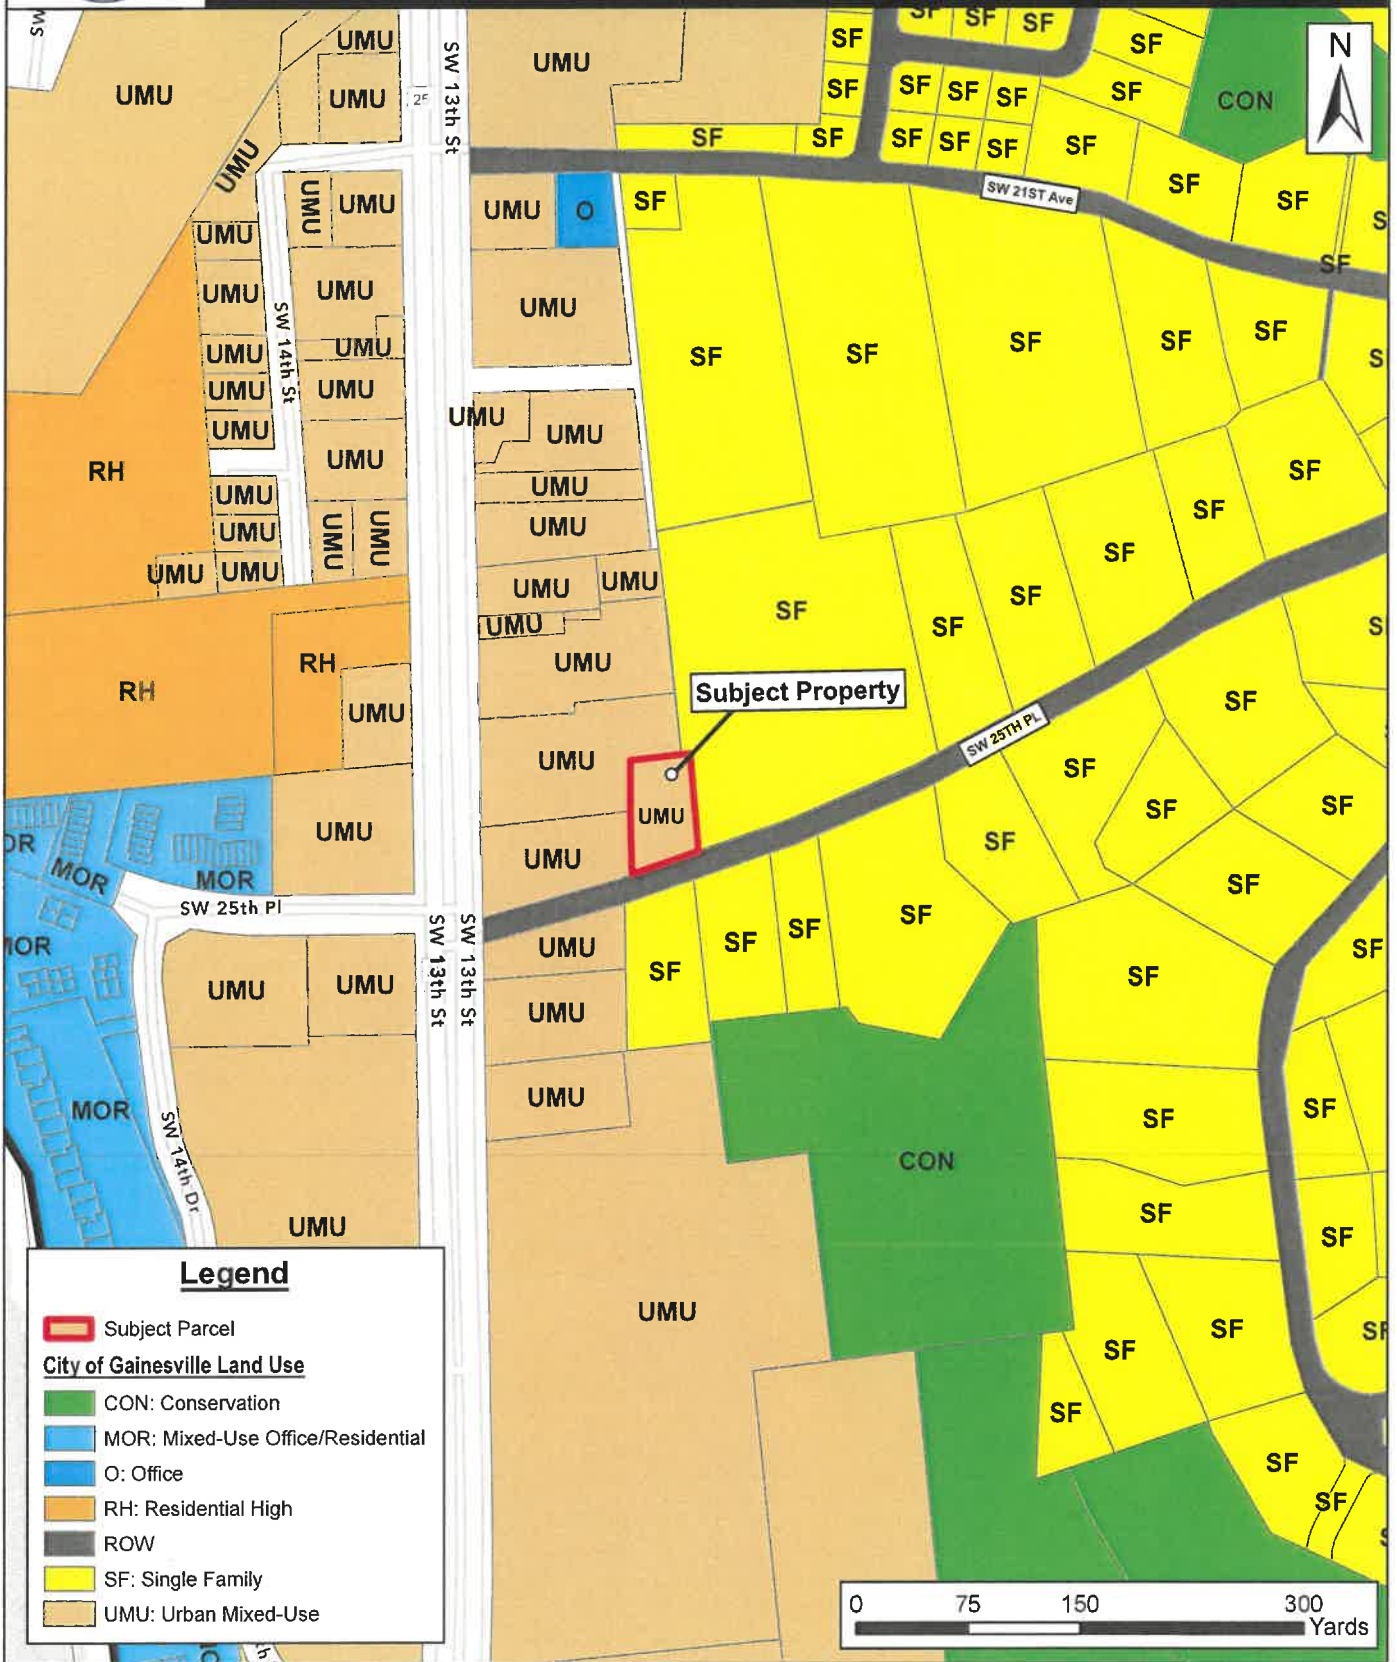 SW
UMU
UMU
SW 13th St
UMU
SF
SF
SF
SF
SF
N
UMU
UMU
25
SF
SF
SF
SF
SF
CON
UMU
SF
SF
SF
SF
SF
SF
SW 21ST Ave
SF
SF
UMU
UMU
UMU
O
SF
UMU
SF
UMU
UMU
UMU
SW 14th St
UMU
UMU
UMU
SF
SF
SF
SF
SF
UMU
UMU
UMU
UMU
UMU
UMU
UMU
RH
UMU
UMU
UMU
UMU
UMU
UMU
UMU
UMU
SF
SF
SF
SF
SF
SF
SF
UMU
UMU
UMU
UMU
RH
RH
UMU
Subject Property
SF
SW 25TH PL
UMU
UMU
SF
SF
SF
UMU
UMU
SF
SF
MOR
MOR
SW 25th Pl
SW 13th St
SW 13th St
UMU
SF
SF
SF
SF
SF
SF
UMU
UMU
UMU
MOR
SW 14th Dr
UMU
CON
SF
SF
SF
SF
UMU
UMU
SF
SF
SF
SF
SF
Legend
Subject Parcel
City of Gainesville Land Use
CON: Conservation
MOR: Mixed-Use Office/Residential
O: Office
RH: Residential High
ROW
SF: Single Family
UMU: Urban Mixed-Use
0 75 150 300
Yards